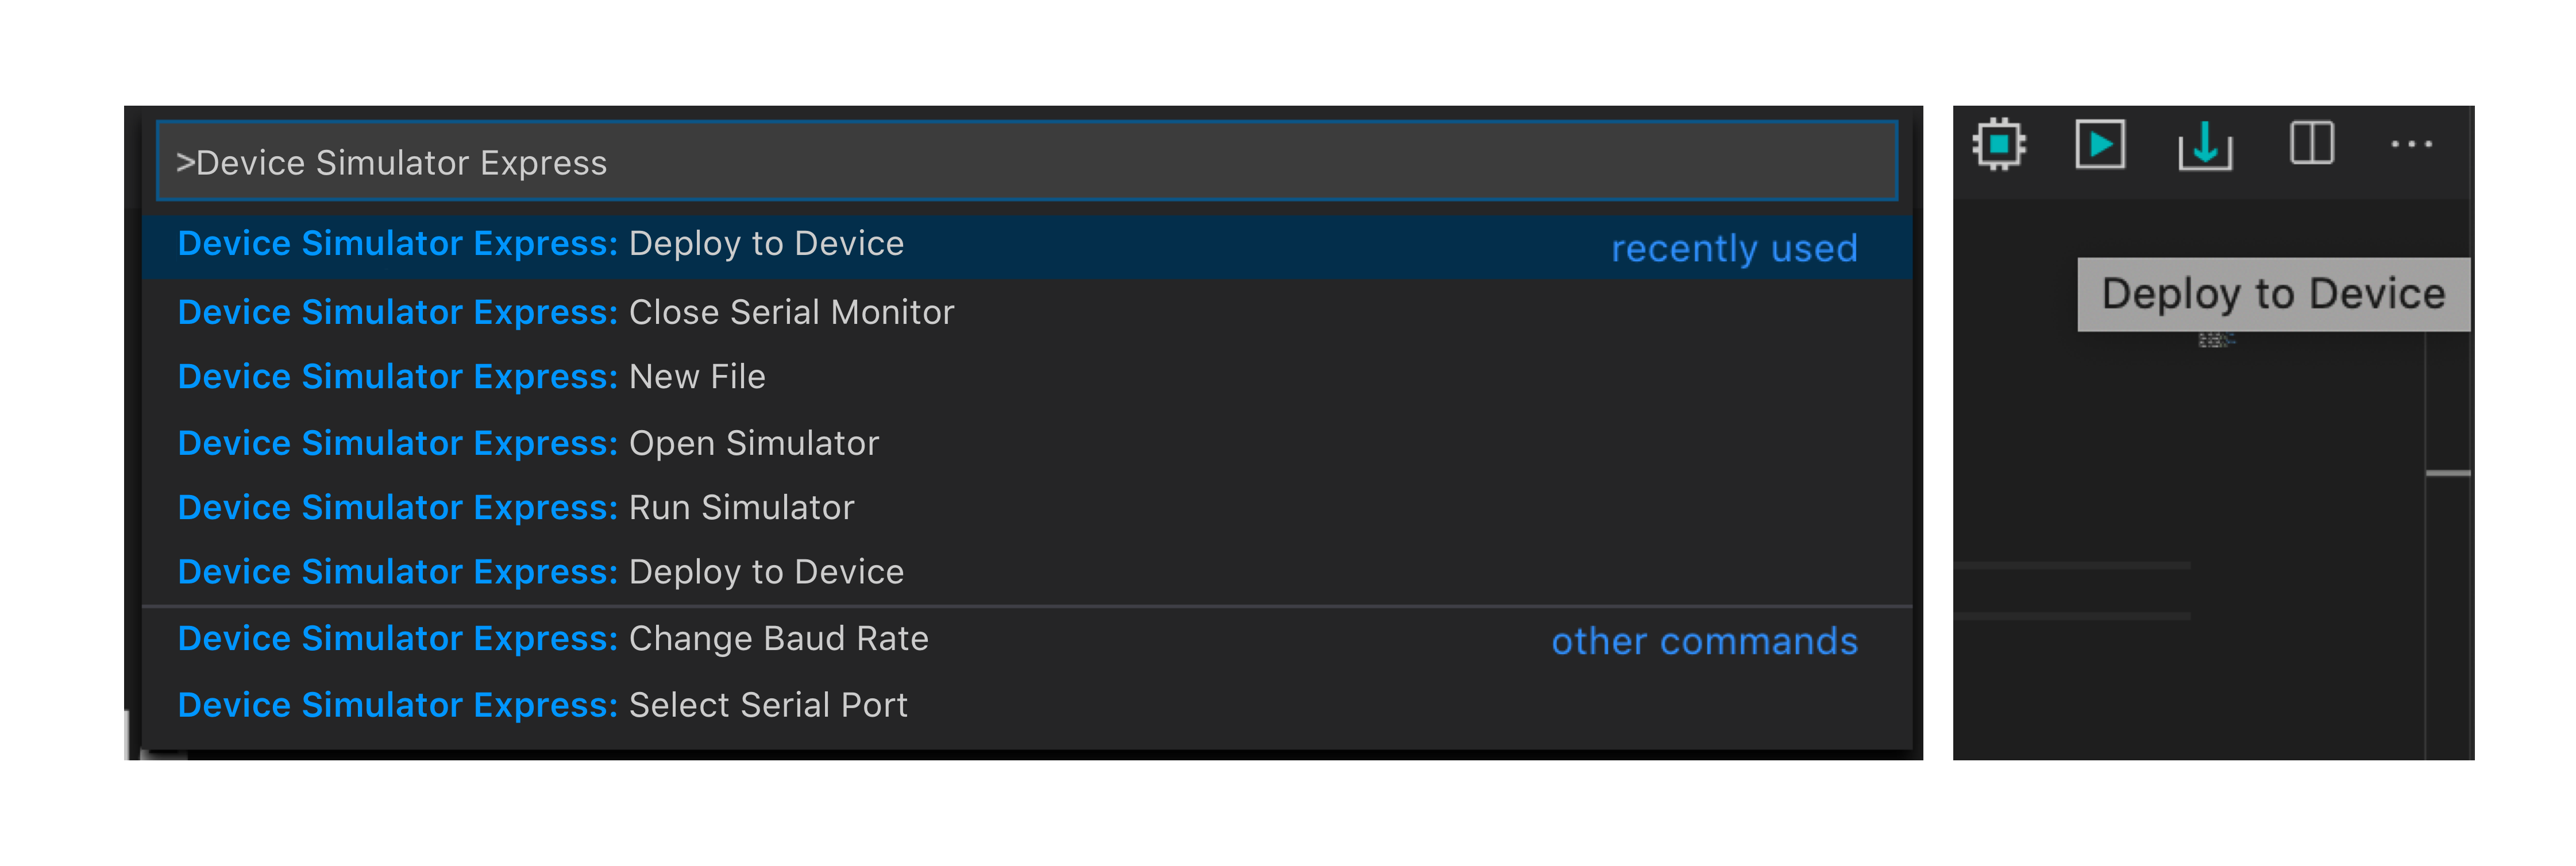 >Device Simulator Express
Device Simulator Express: Deploy to Device recently used
Device Simulator Express: Close Serial Monitor
Device Simulator Express: New File
Device Simulator Express: Open Simulator
Device Simulator Express: Run Simulator
Device Simulator Express: Deploy to Device
Device Simulator Express: Change Baud Rate other commands
Device Simulator Express: Select Serial Port
Deploy to Device